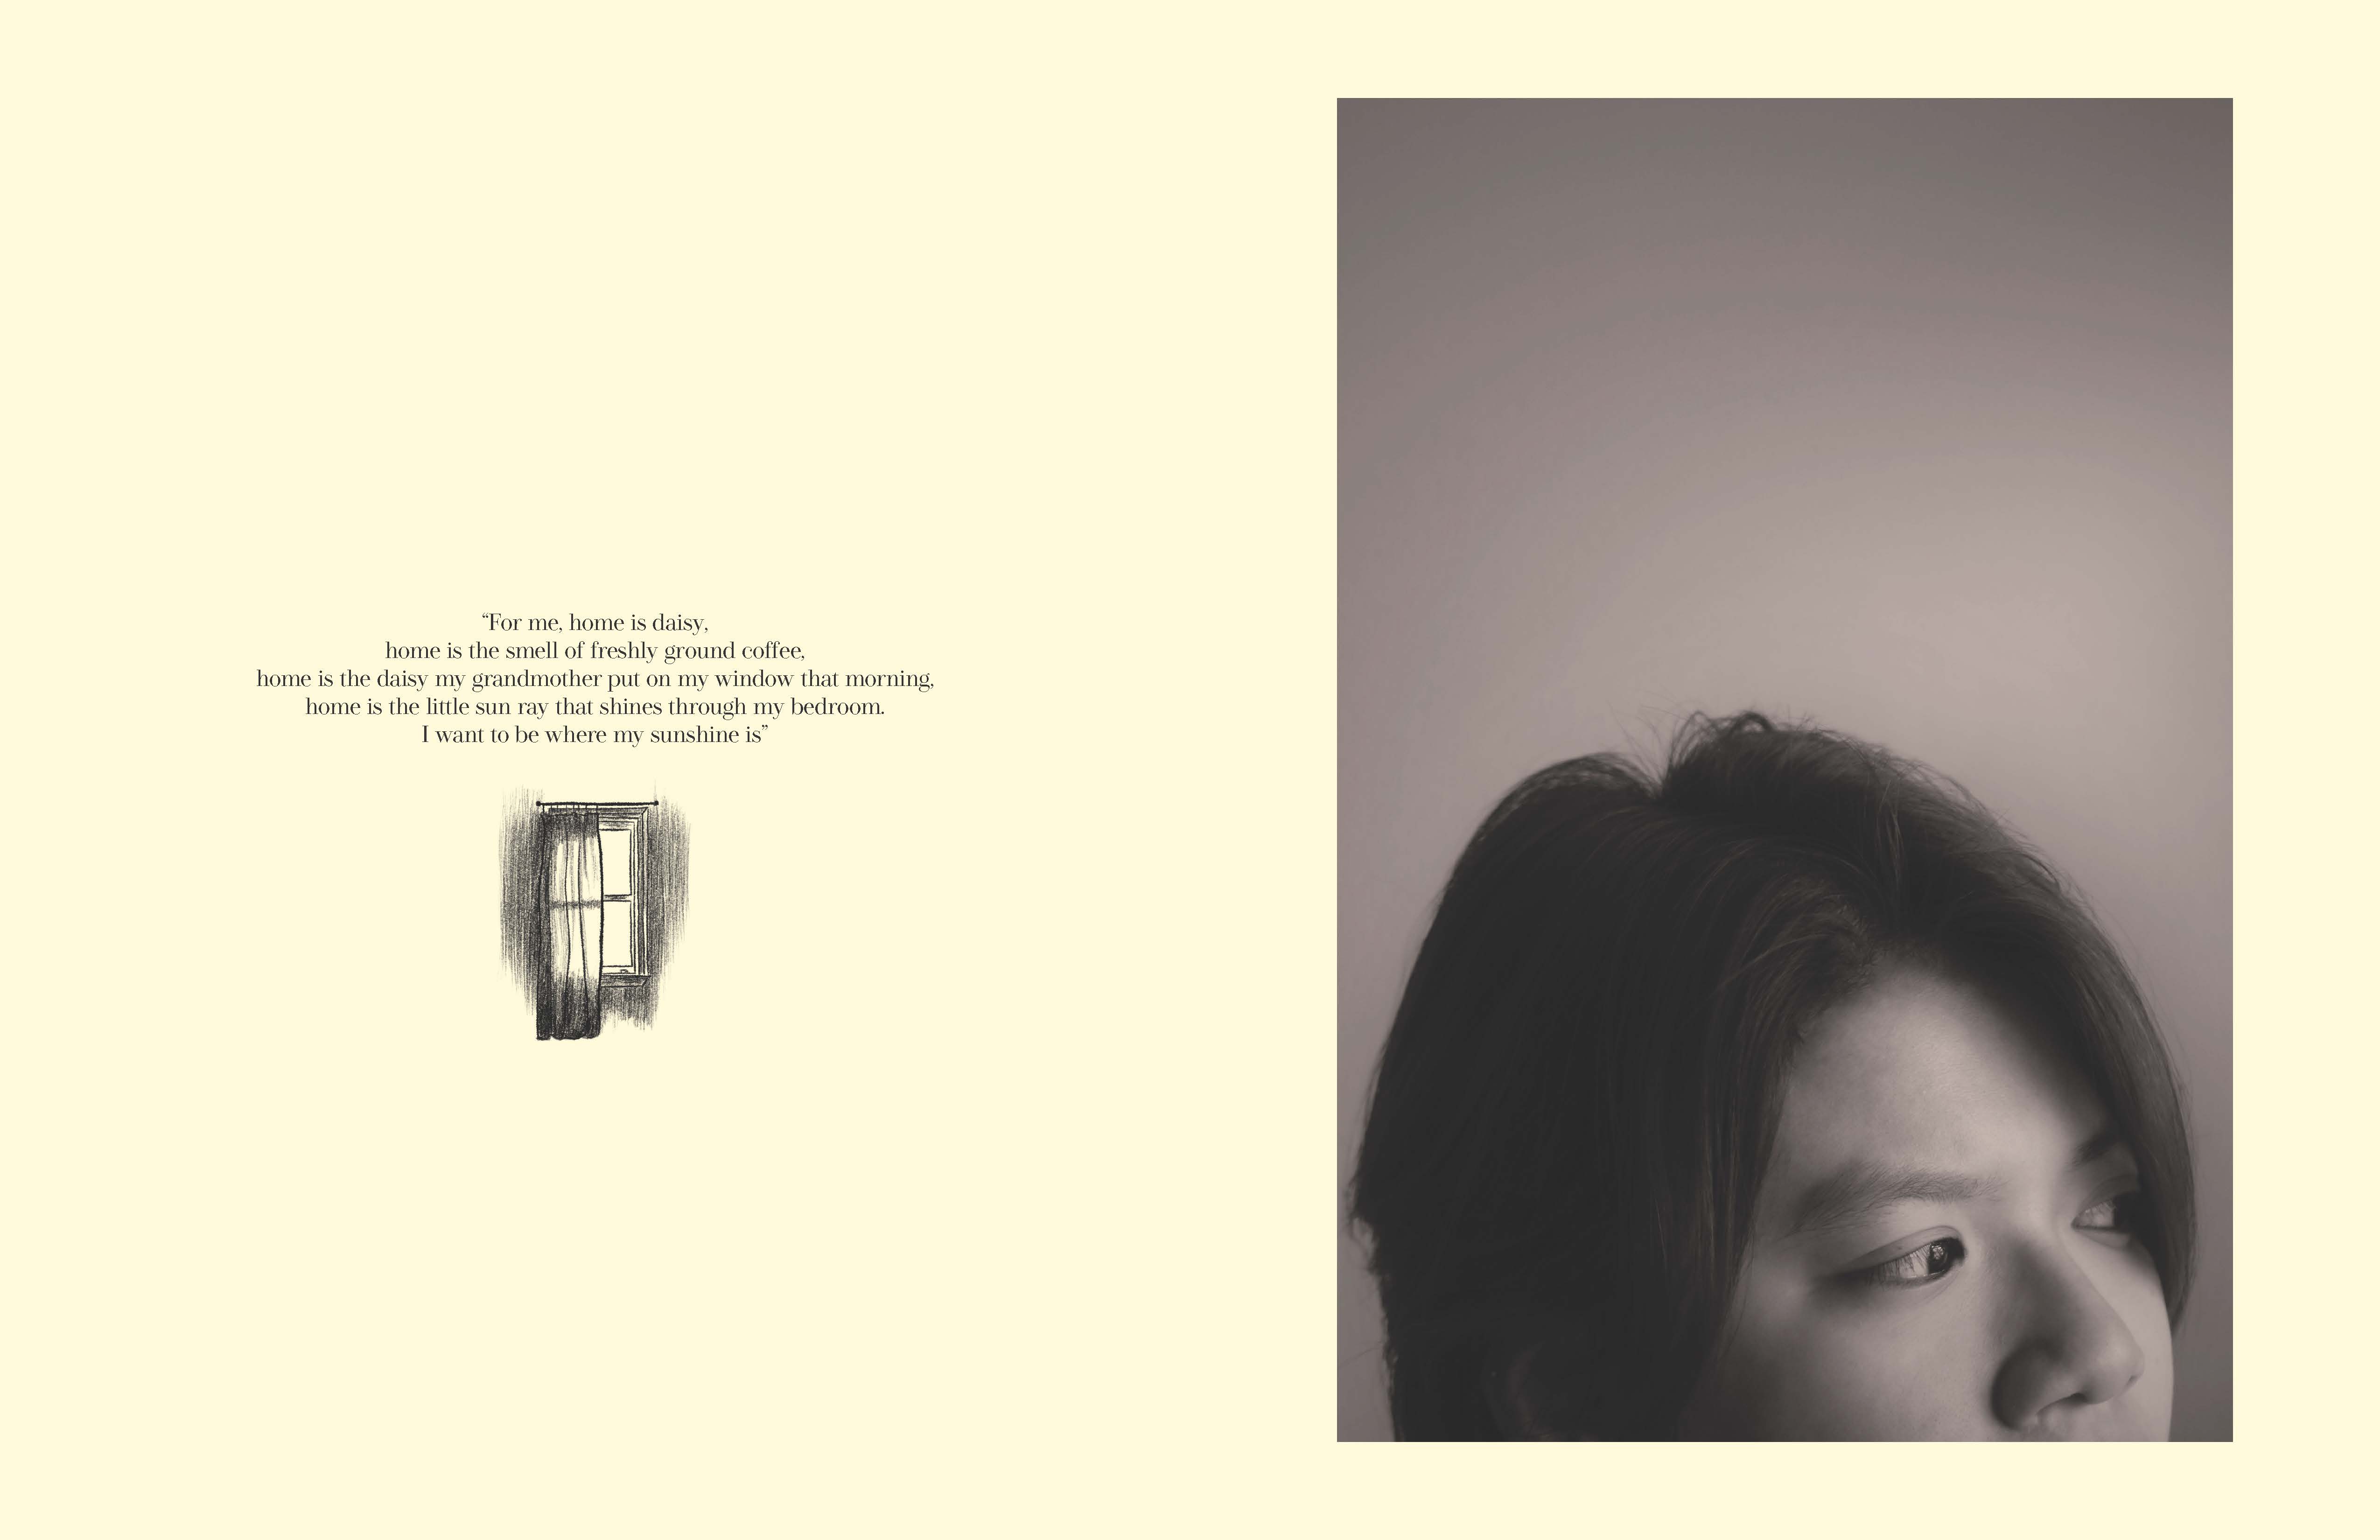 “For me, home is daisy,
home is the smell of freshly ground coffee,
home is the daisy my grandmother put on my window that morning,
home is the little sun ray that shines through my bedroom.
I want to be where my sunshine is”